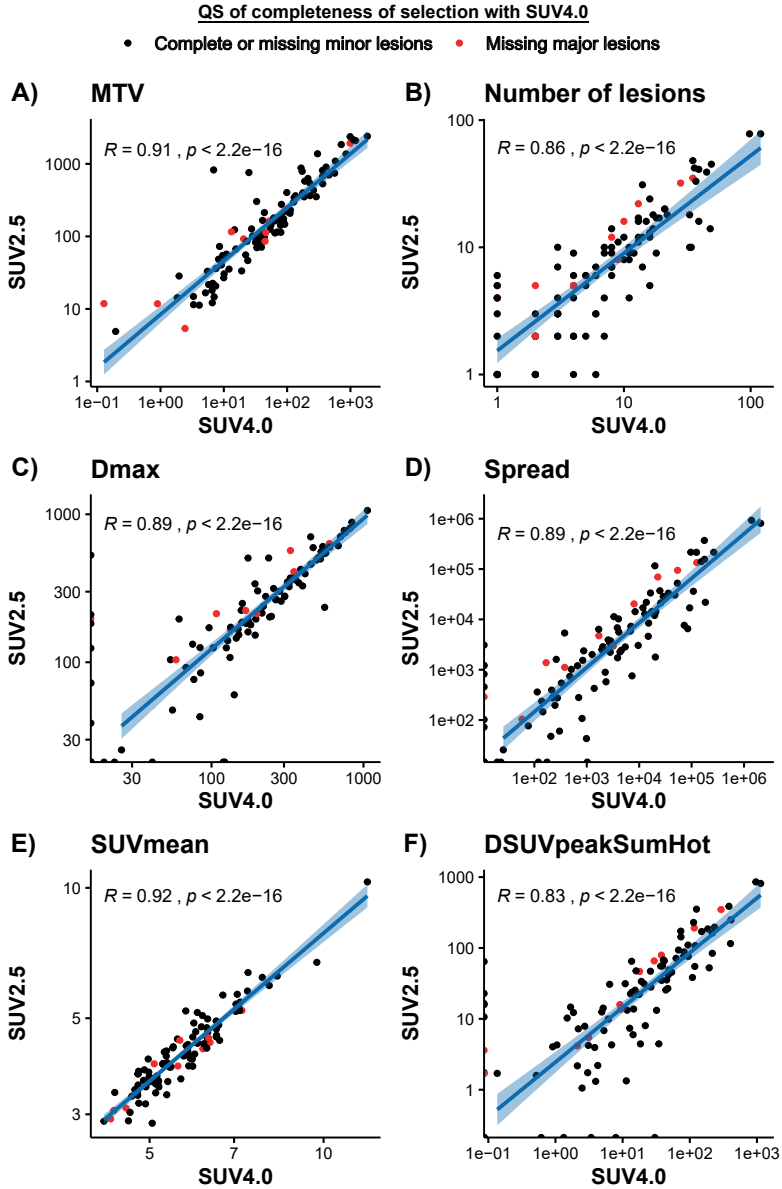 QS of completeness of selection with SUV4.0
Complete or missing minor lesions Missing major lesions
A) MTV
R = 0.91 , p < 2.2e−16
SUV2.5
1000
100
10
1
1e−01 1e+00 1e+01 1e+02 1e+03
SUV4.0
B) Number of lesions
R = 0.86 , p < 2.2e−16
SUV2.5
100
10
1
1 10 100
SUV4.0
C) Dmax
R = 0.89 , p < 2.2e−16
SUV2.5
1000
300
100
30
30 100 300 1000
SUV4.0
D) Spread
R = 0.89 , p < 2.2e−16
SUV2.5
1e+06
1e+05
1e+04
1e+03
1e+02
1e+02 1e+03 1e+04 1e+05 1e+06
SUV4.0
E) SUVmean
R = 0.92 , p < 2.2e−16
SUV2.5
10
5
3
5 7 10
SUV4.0
F) DSUVpeakSumHot
R = 0.83 , p < 2.2e−16
SUV2.5
1000
100
10
1
1e−01 1e+00 1e+01 1e+02 1e+03
SUV4.0